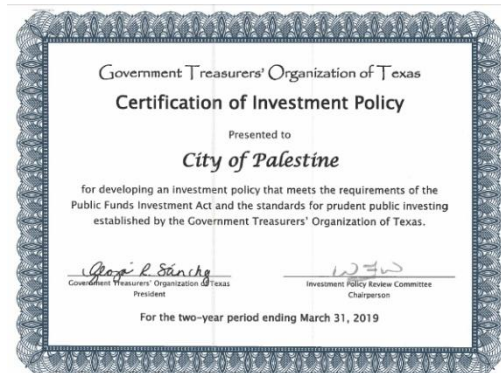 Government Treasurers' Organization of Texas
Certification of Investment Policy
Presented to
City of Palestine
for developing an investment policy that meets the requirements of the
Public Funds Investment Act and the standards for prudent public investing
established by the Government Treasurers' Organization of Texas.
Government Treasurers' Organization of Texas
President
Investment Policy Review Committee
Chairperson
For the two-year period ending March 31, 2019